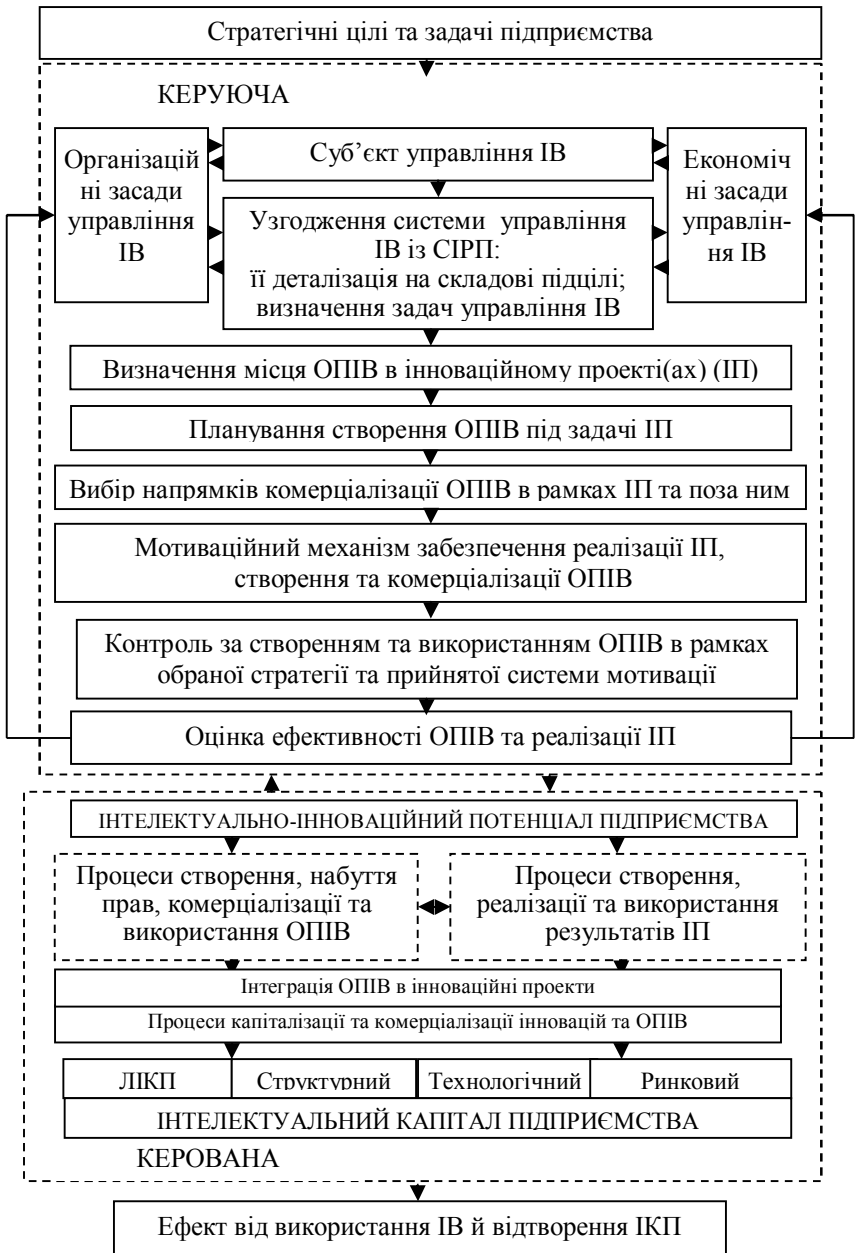 Стратегічні цілі та задачі підприємства
КЕРУЮЧА
Організацій
ні засади
управління
ІВ
Суб’єкт управління ІВ
Економіч
ні засади
управлін-
ня ІВ
Узгодження системи управління
ІВ із СІРП:
її деталізація на складові підцілі;
визначення задач управління ІВ
Визначення місця ОПІВ в інноваційному проекті(ах) (ІП)
Планування створення ОПІВ під задачі ІП
Вибір напрямків комерціалізації ОПІВ в рамках ІП та поза ним
Мотиваційний механізм забезпечення реалізації ІП,
створення та комерціалізації ОПІВ
Контроль за створенням та використанням ОПІВ в рамках
обраної стратегії та прийнятої системи мотивації
Оцінка ефективності ОПІВ та реалізації ІП
ІНТЕЛЕКТУАЛЬНО-ІННОВАЦІЙНИЙ ПОТЕНЦІАЛ ПІДПРИЄМСТВА
Процеси створення, набуття
прав, комерціалізації та
використання ОПІВ
Процеси створення,
реалізації та використання
результатів ІП
Інтеграція ОПІВ в інноваційні проекти
Процеси капіталізації та комерціалізації інновацій та ОПІВ
ЛІКП Структурний Технологічний Ринковий
ІНТЕЛЕКТУАЛЬНИЙ КАПІТАЛ ПІДПРИЄМСТВА
КЕРОВАНА
Ефект від використання ІВ й відтворення ІКП